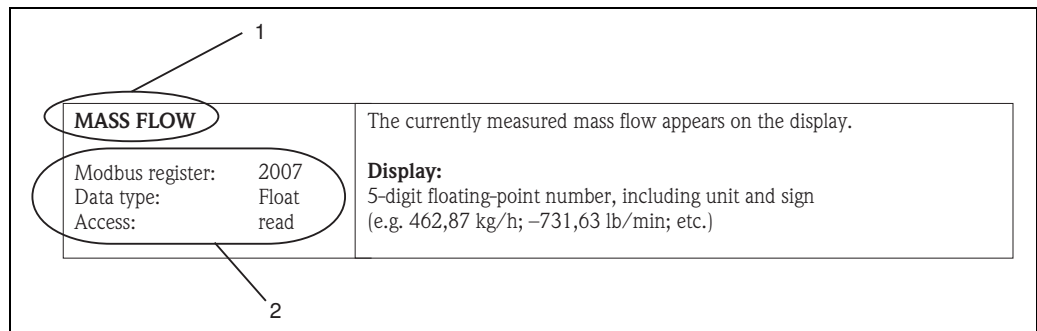 1
MASS FLOW
Modbus register: 2007
Data type: Float
Access: read
The currently measured mass flow appears on the display.
Display:
5-digit floating-point number, including unit and sign
(e.g. 462,87 kg/h; –731,63 lb/min; etc.)
2